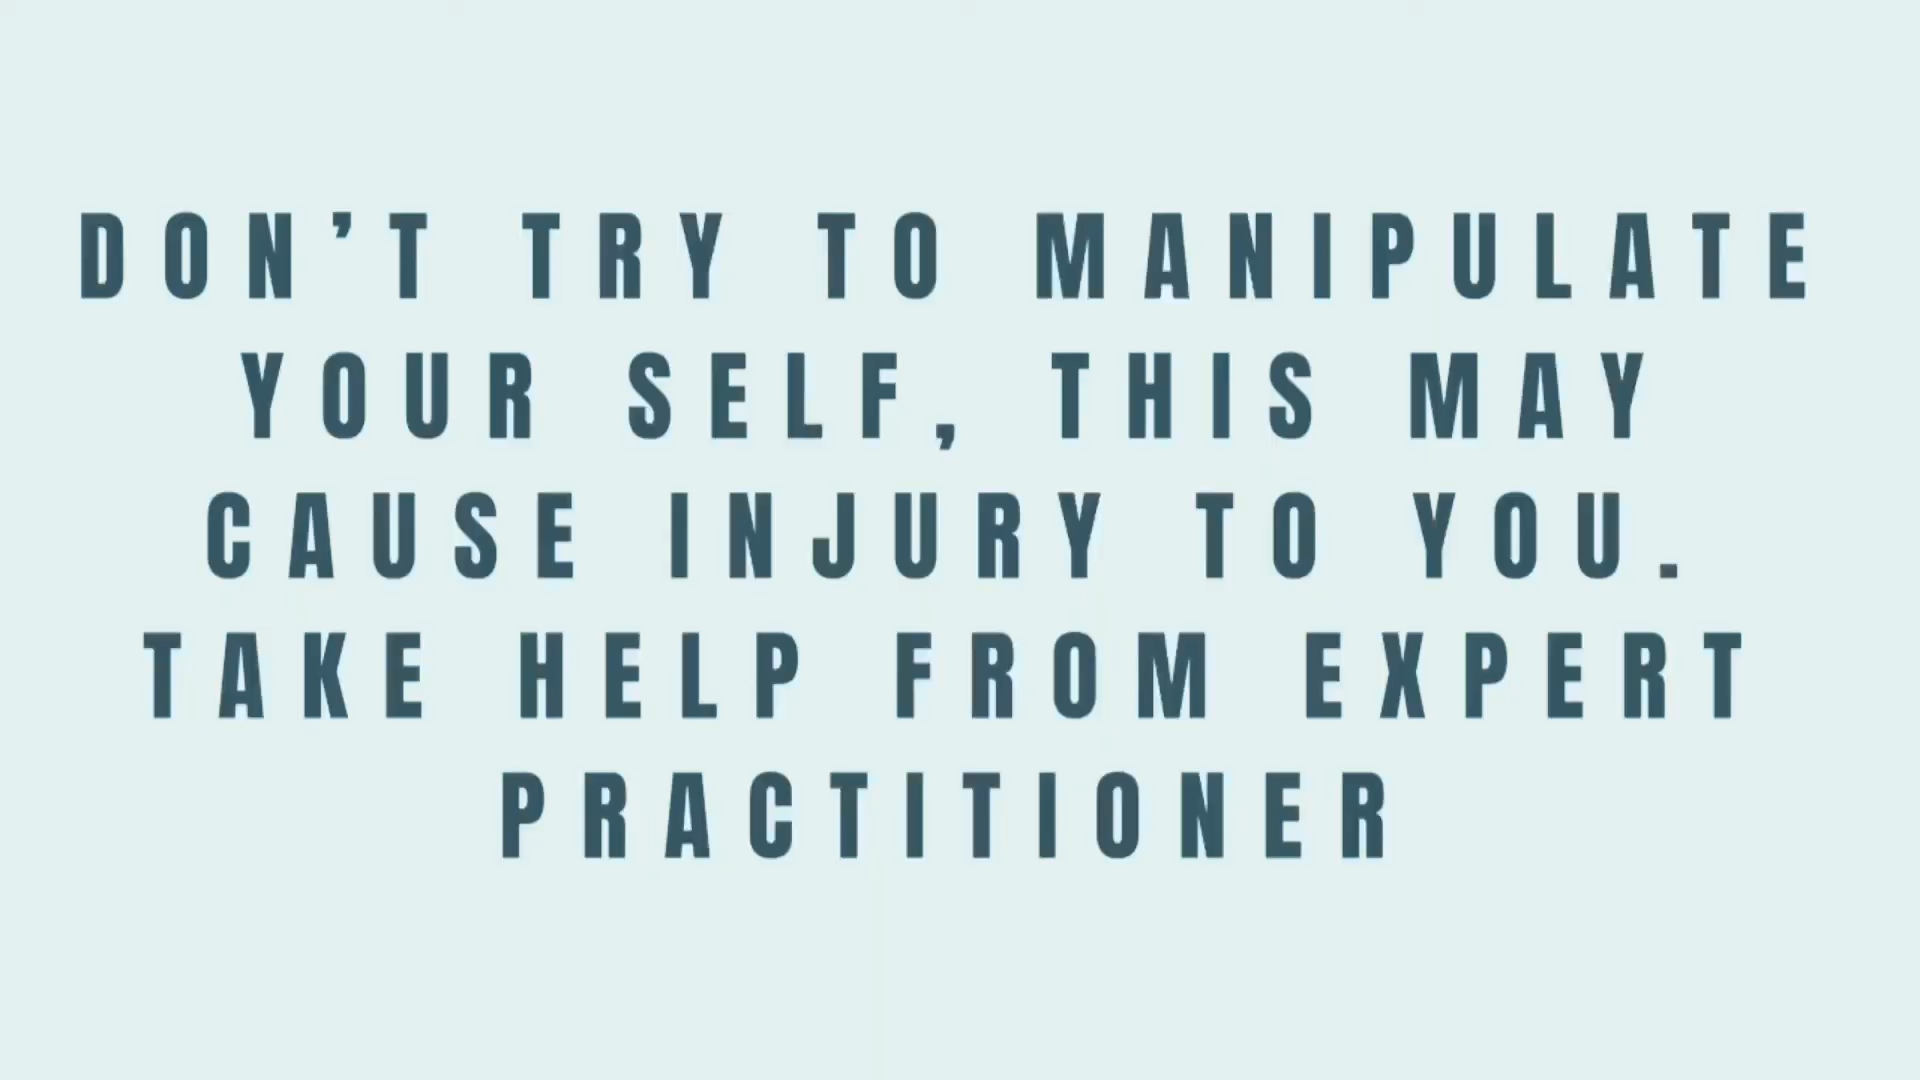 DON’T TRY TO MANIPULATE
YOUR SELF, THIS MAY
CAUSE INJURY TO YOU.
TAKE HELP FROM EXPERT
PRACTITIONER